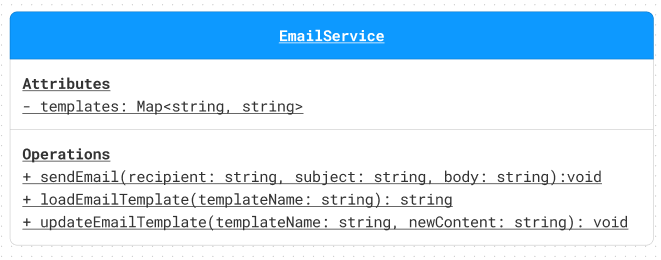 EmailService
Attributes
- templates: Map<string, string>
Operations
+ sendEmail(recipient: string, subject: string, body: string):void
+ loadEmailTemplate(templateName: string): string
+ updateEmailTemplate(templateName: string, newContent: string): void